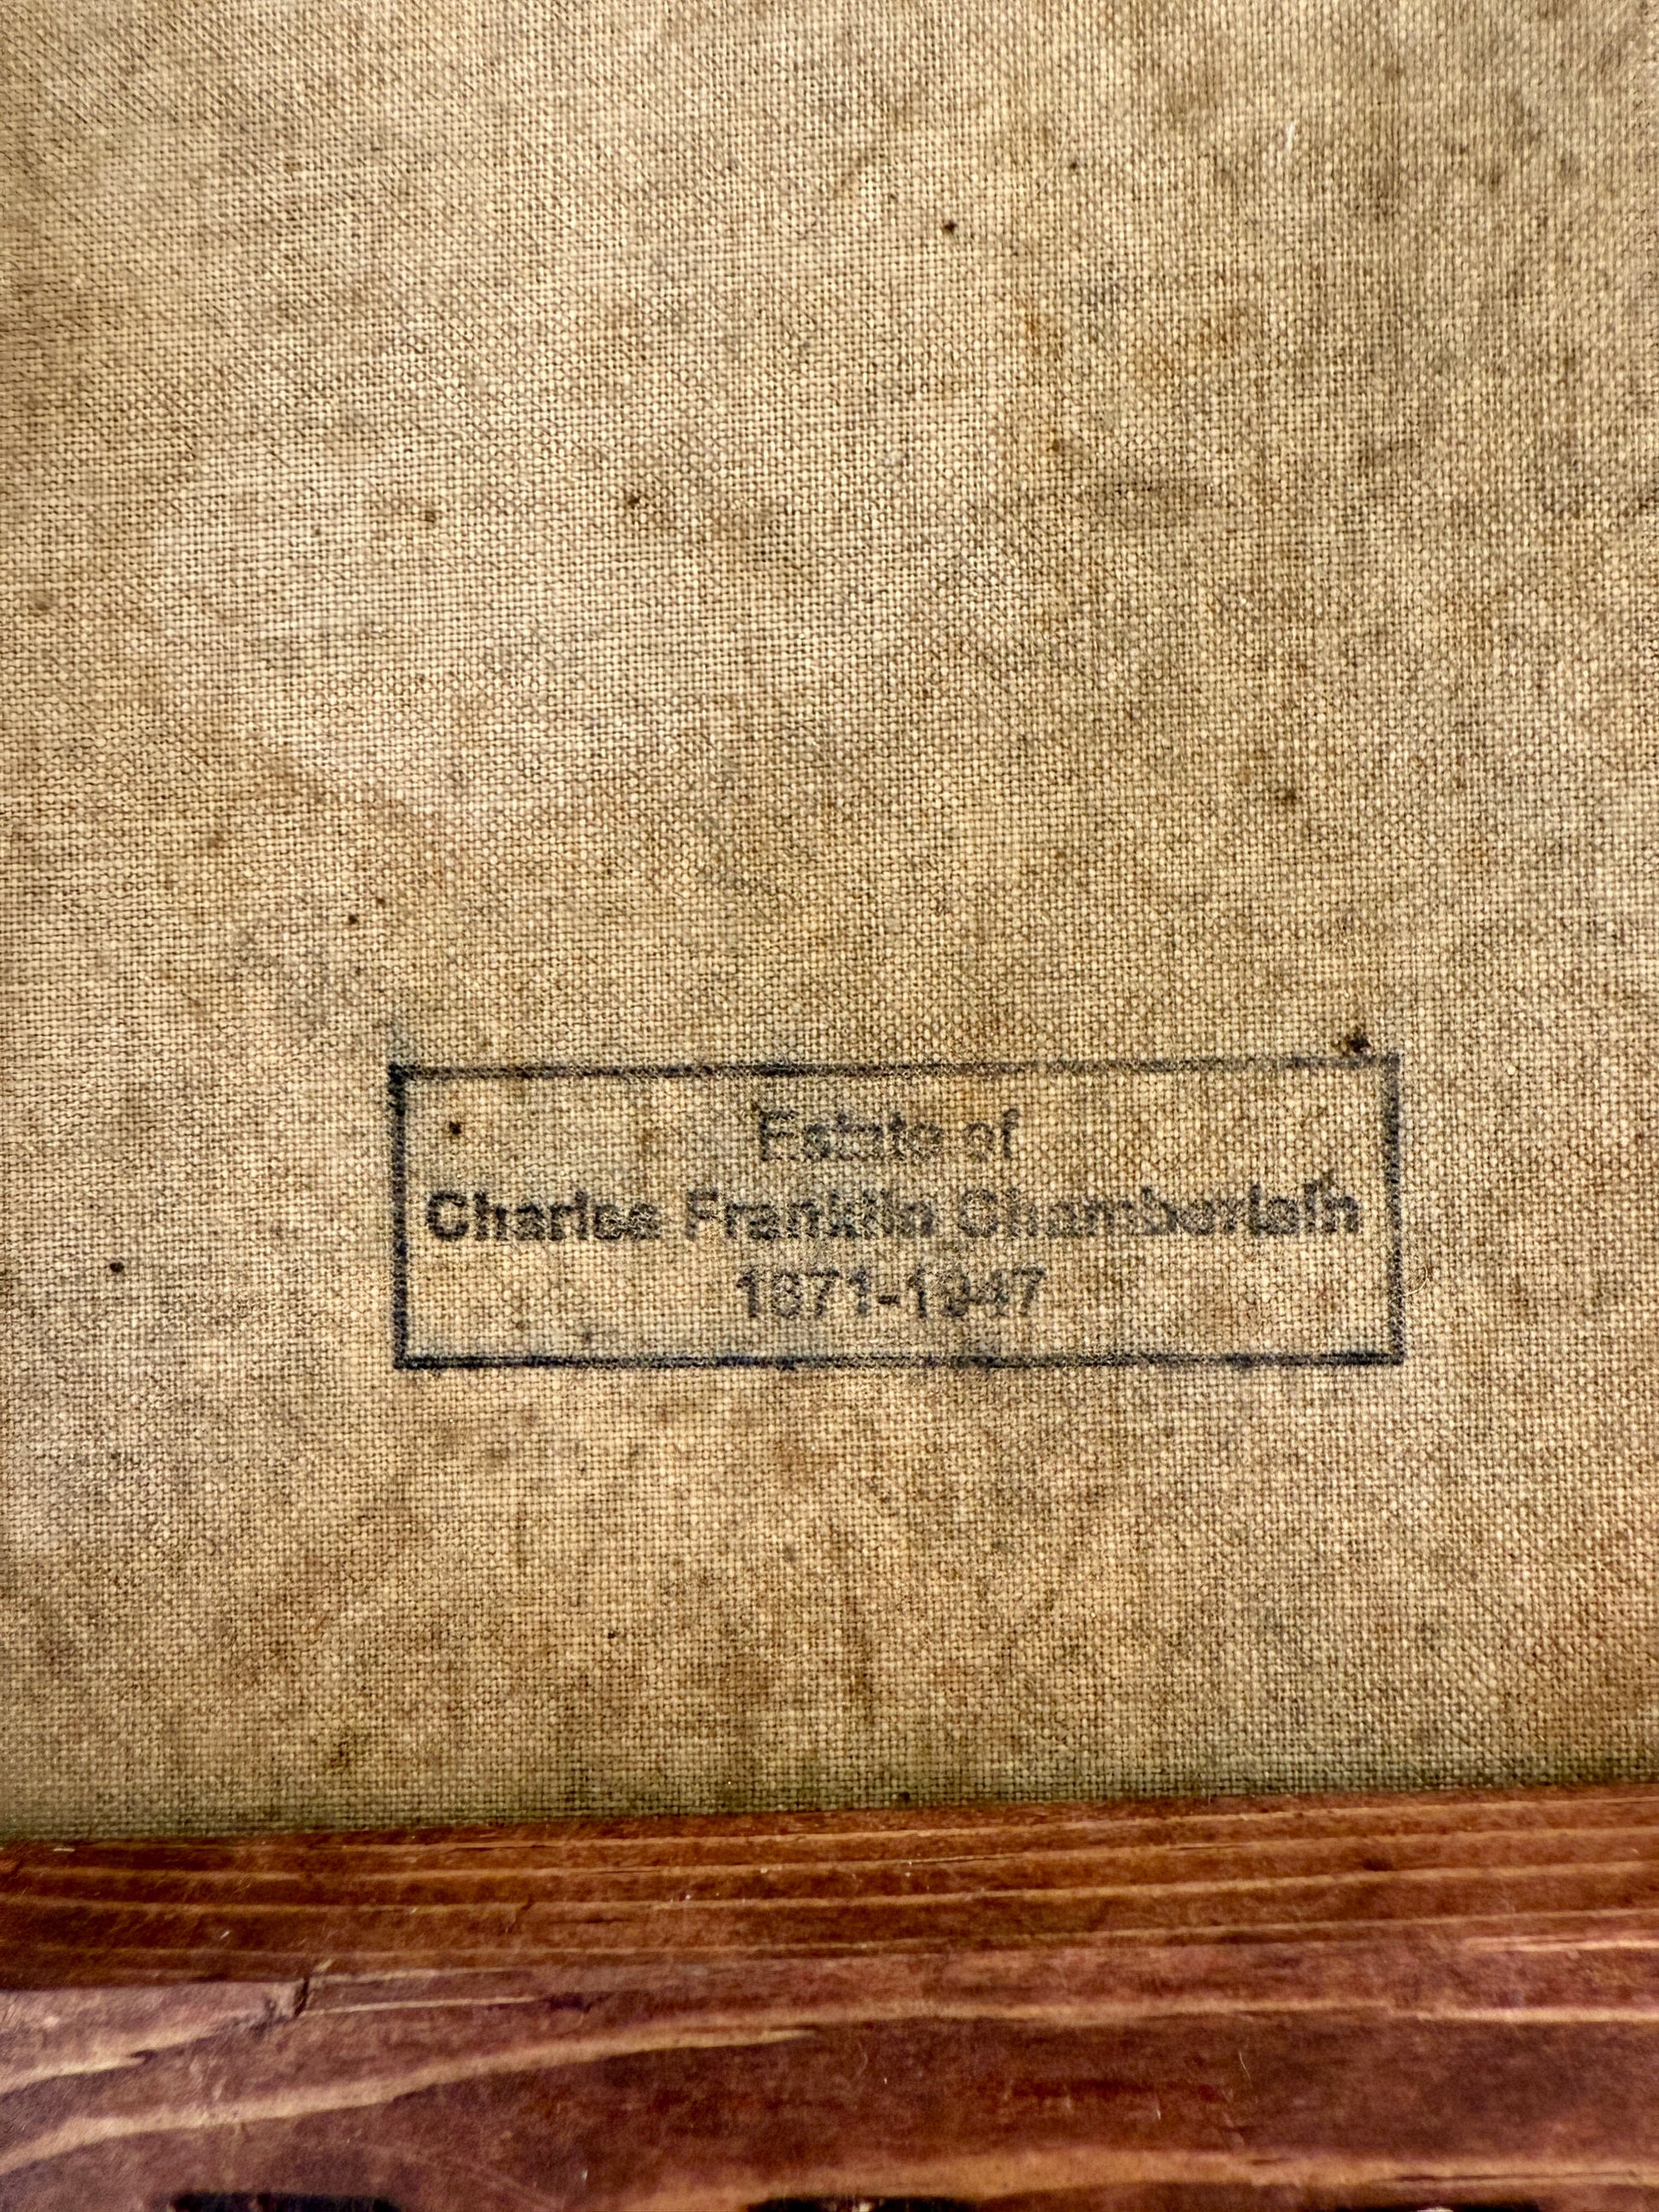 Estate of
Charles Franklin Chamberlain
1871-1947